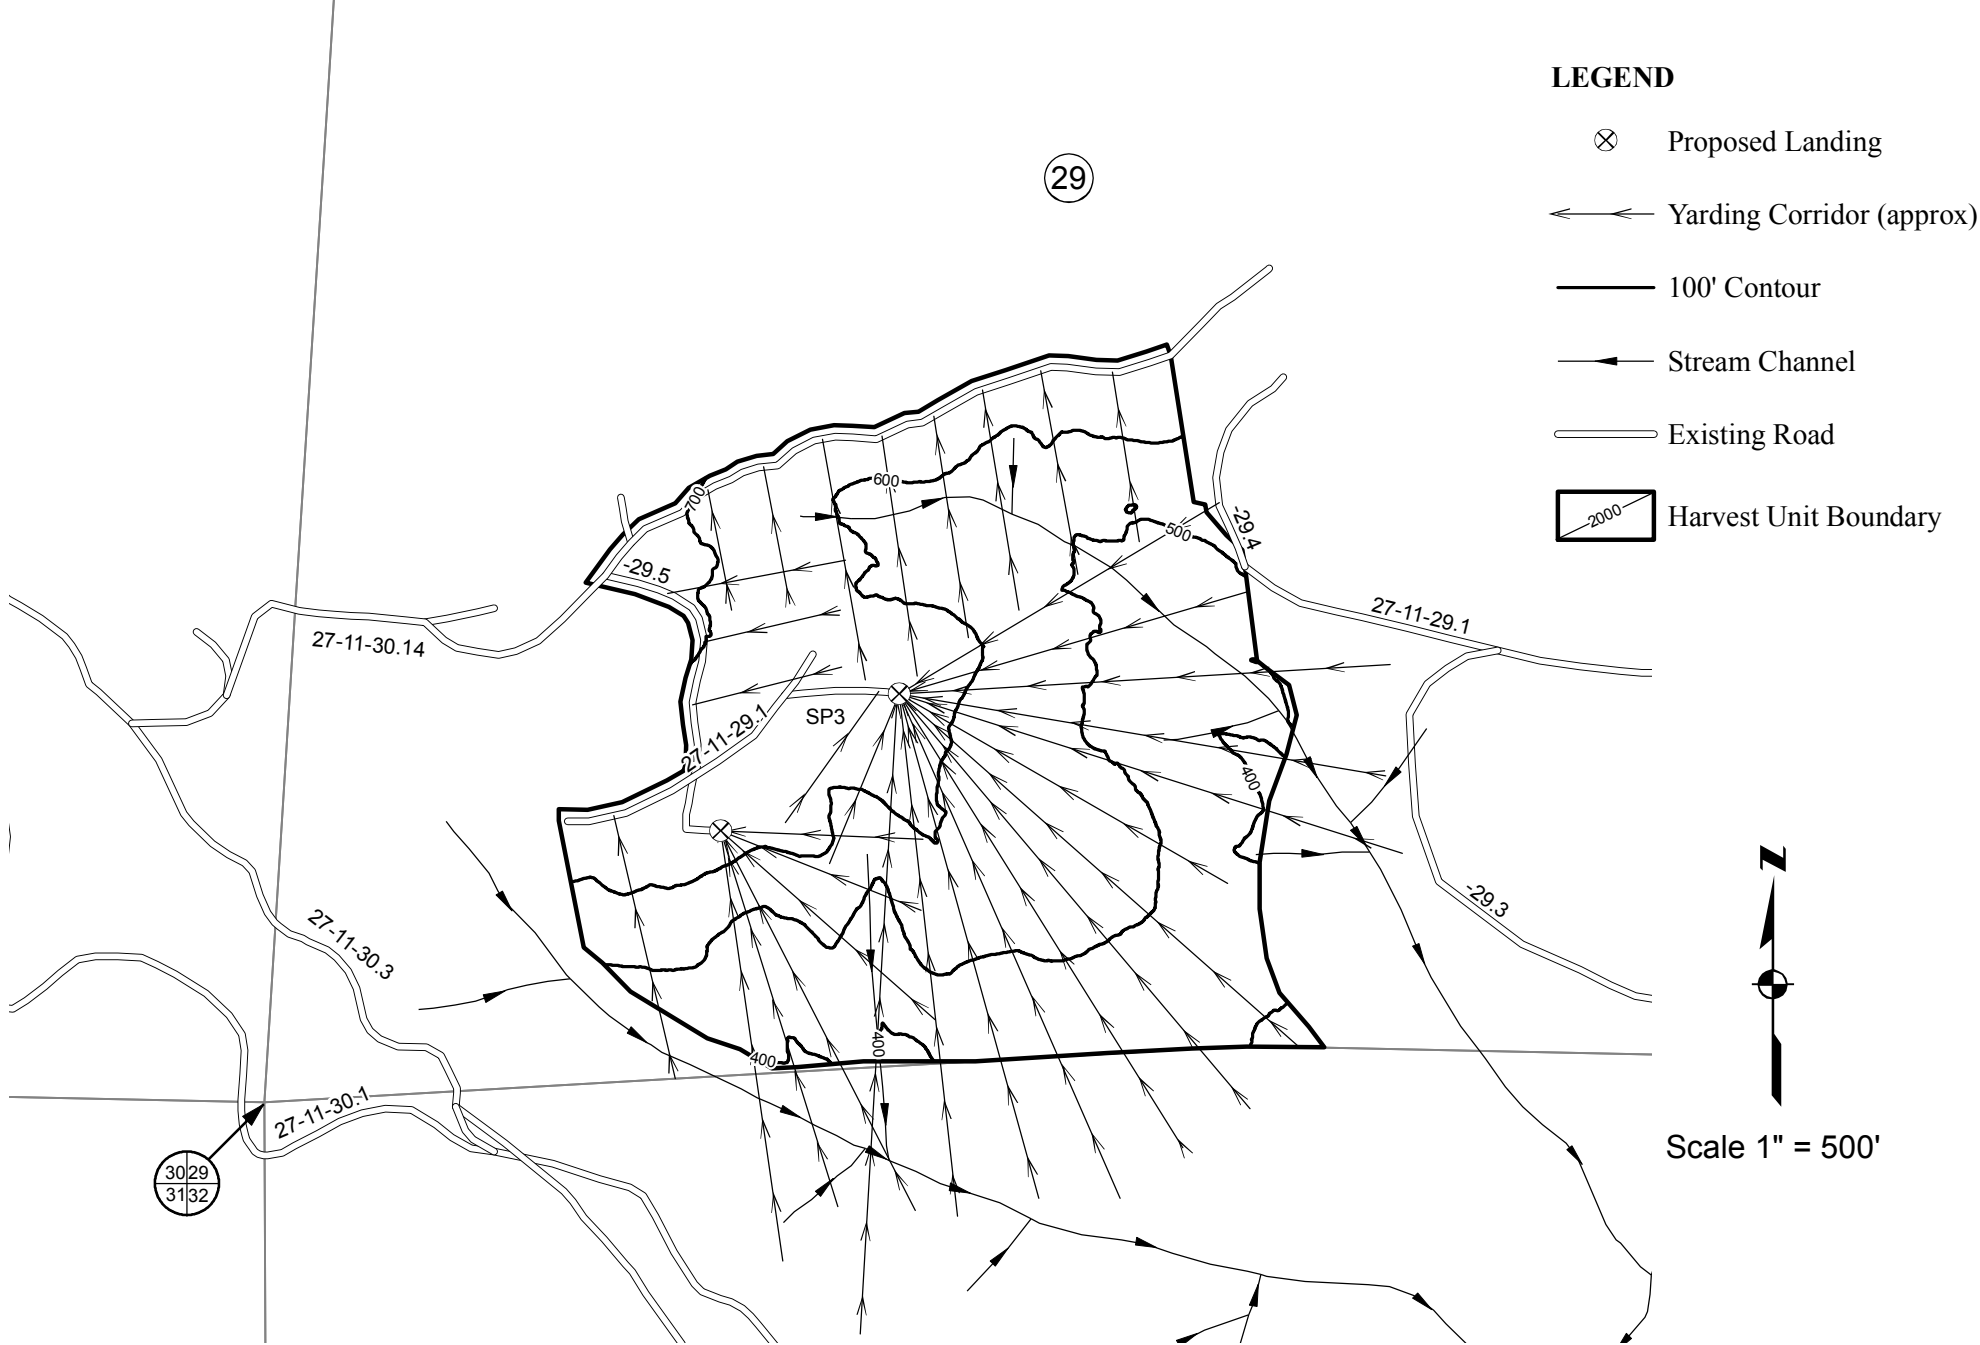 LEGEND
Proposed Landing
Yarding Corridor (approx)
100' Contour
Stream Channel
Existing Road
2000
Harvest Unit Boundary
29
700
600
500
-29.4
-29.5
27-11-29.1
27-11-30.14
SP3
27-11-29.1
400
-29.3
27-11-30.3
400
400
27-11-30.1
30 29
31 32
N
Scale 1" = 500'